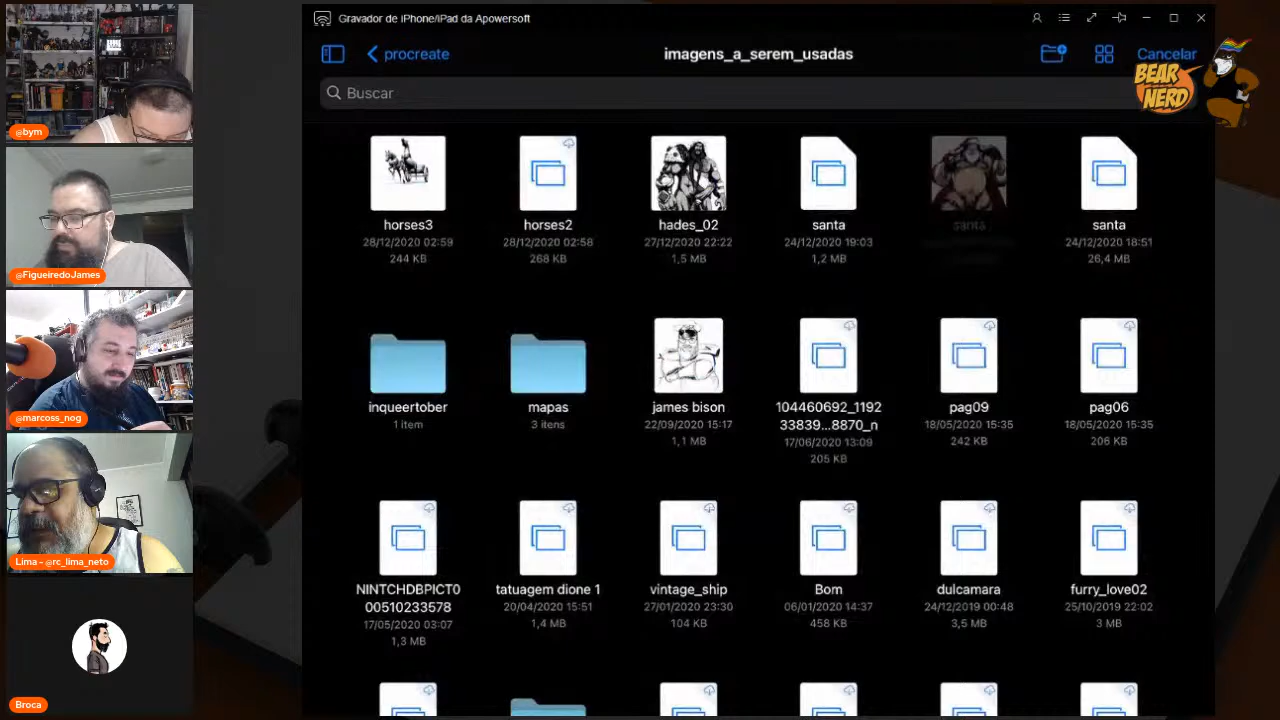 Gravador de iPhone/iPad da Apowersoft
procreate
imagens_a_serem_usadas
Cancelar
BEAR
NERD
Buscar
@bym
@FigueiredoJames
@marcoss_nog
Lima - @rc_lima_neto
Broca
horses3
28/12/2020 02:59
244 KB
horses2
28/12/2020 02:58
268 KB
hades_02
27/12/2020 22:22
1,5 MB
santa
24/12/2020 19:03
1,2 MB
santa
santa
24/12/2020 18:51
26,4 MB
inqueertober
1 item
mapas
3 itens
james bison
22/09/2020 15:17
1,1 MB
104460692_1192
33839...8870_n
17/06/2020 13:09
205 KB
pag09
18/05/2020 15:35
242 KB
pag06
18/05/2020 15:35
206 KB
NINTCHDBPICT0
00510233578
17/05/2020 03:07
1,3 MB
tatuagem dione 1
20/04/2020 15:51
1,4 MB
vintage_ship
27/01/2020 23:30
104 KB
Bom
06/01/2020 14:37
458 KB
dulcamara
24/12/2019 00:48
3,5 MB
furry_love02
25/10/2019 22:02
3 MB